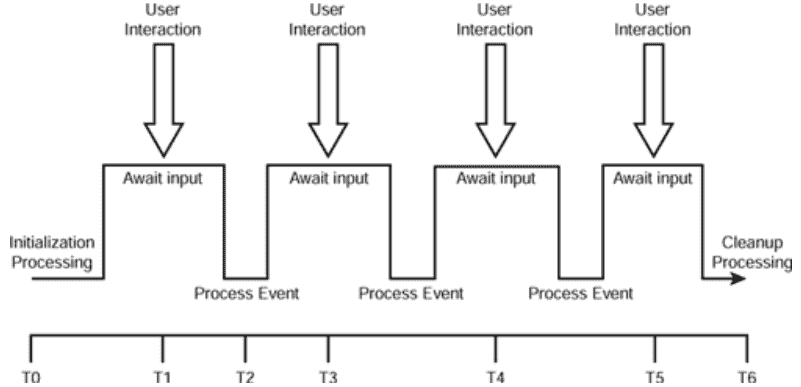 User
Interaction
User
Interaction
User
Interaction
User
Interaction
Await input
Await input
Await input
Await input
Initialization
Processing
Cleanup
Processing
Process Event
Process Event
Process Event
T0
T1
T2
T3
T4
T5
T6